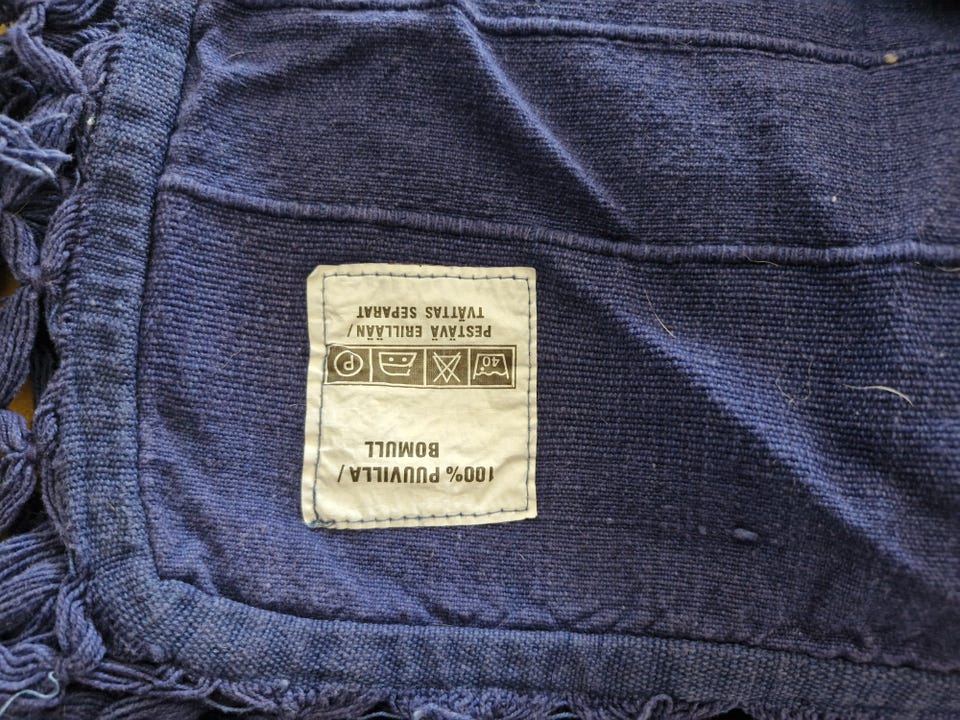 100% PUUVILLA /
BOMULL
40 P
PESTÄVÄ ERILLÄÄN /
TVÄTTAS SEPARAT